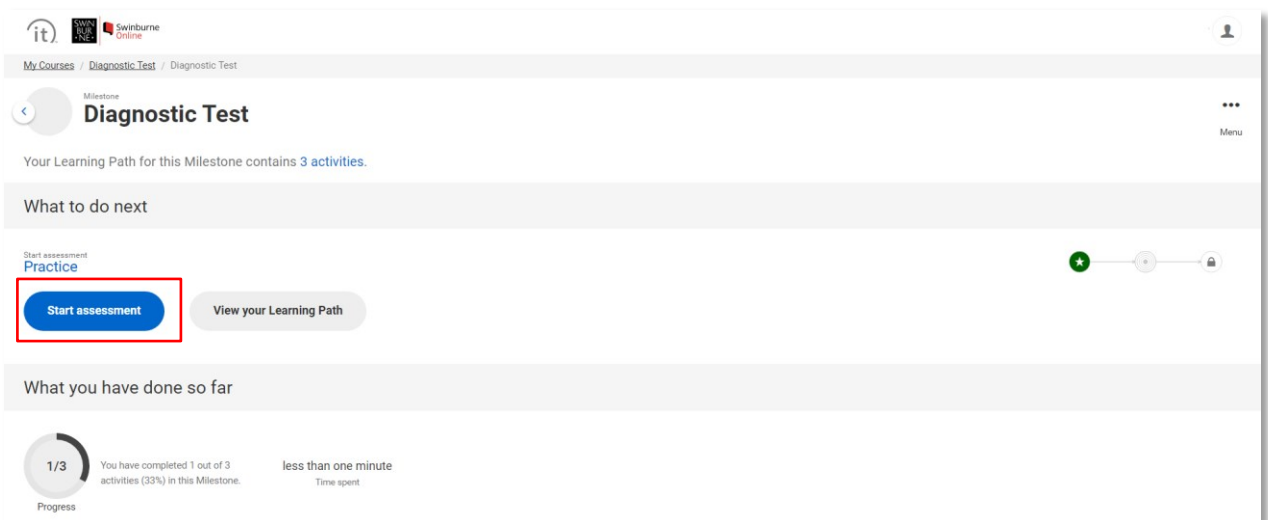 it
SWIN
BUR
NE
Swinburne
Online
My Courses / Diagnostic Test / Diagnostic Test
Milestone
Diagnostic Test
Menu
Your Learning Path for this Milestone contains 3 activities.
What to do next
Start assessment
Practice
Start assessment View your Learning Path
What you have done so far
1/3
You have completed 1 out of 3
activities (33%) in this Milestone.
less than one minute
Time spent
Progress